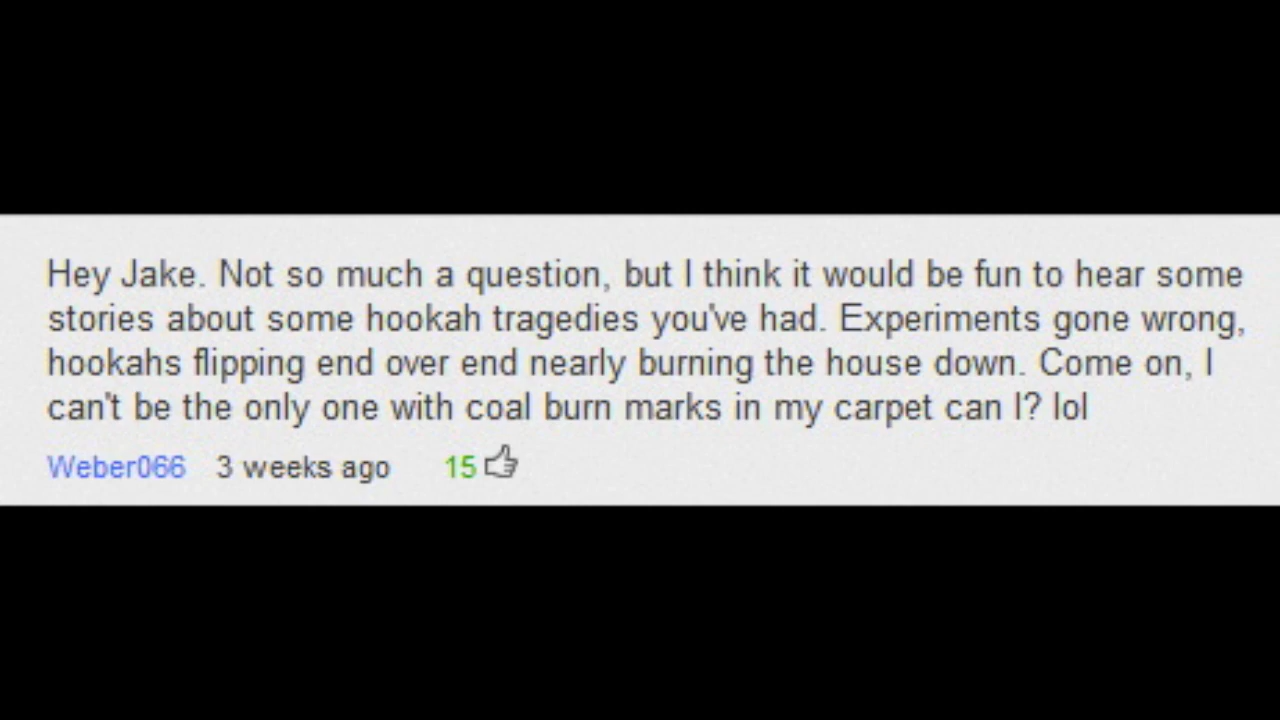 Hey Jake. Not so much a question, but I think it would be fun to hear some
stories about some hookah tragedies you've had. Experiments gone wrong,
hookahs flipping end over end nearly burning the house down. Come on, I
can't be the only one with coal burn marks in my carpet can I? lol
Weber066 3 weeks ago 15